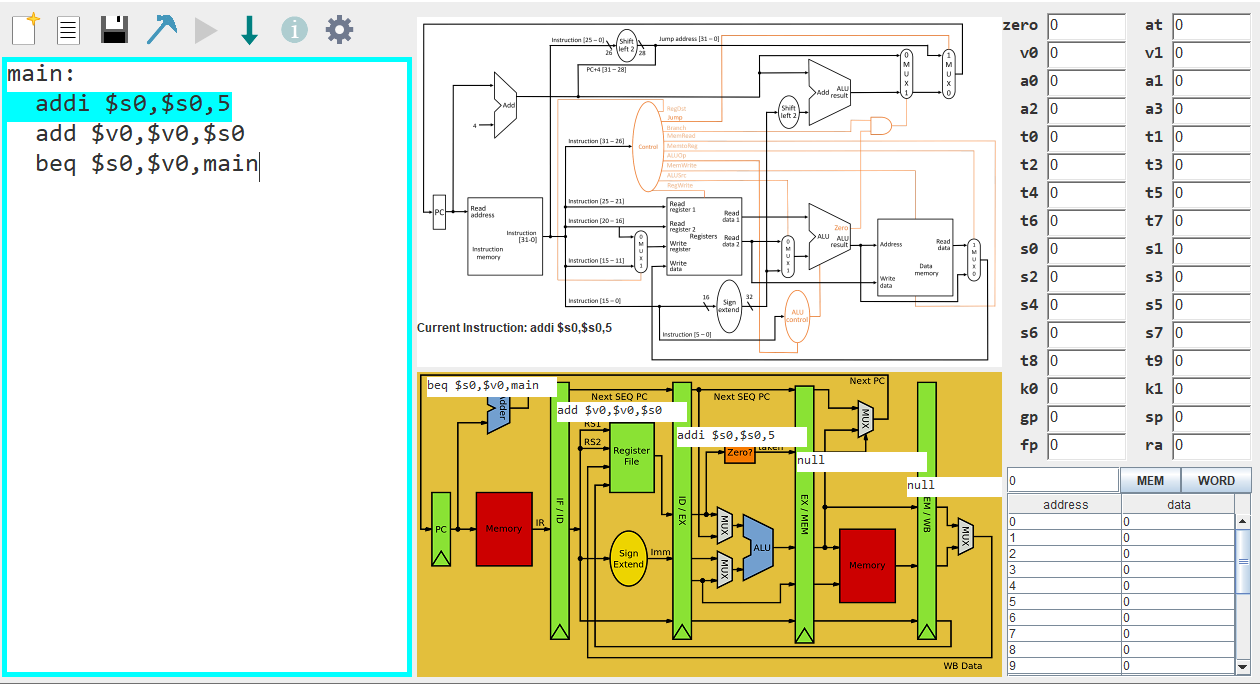 main:
addi $s0,$s0,5
add $v0,$v0,$s0
beq $s0,$v0,main
Instruction [25 – 0]
26
Shift left 2
28
Jump address [31 – 0]
PC+4 [31 – 28]
Add
4
Add
ALU result
Shift left 2
0 M U X 1
1 M U X 0
RegDst
Jump
Branch
MemRead
MemtoReg
ALUOp
MemWrite
ALUSrc
RegWrite
Control
Instruction [31 – 26]
Instruction [25 – 21]
Instruction [20 – 16]
Instruction [15 – 11]
Instruction [15 – 0]
Instruction [5 – 0]
PC
Read address
Instruction [31-0]
Instruction memory
0 M U X 1
Read register 1
Read register 2
Write register
Write data
Registers
Read data 1
Read data 2
0 M U X 1
Zero
ALU
ALU result
Address
Read data
Data memory
Write data
1 M U X 0
16
Sign extend
32
ALU control
Current Instruction: addi $s0,$s0,5
beq $s0,$v0,main
Next SEQ PC
Next SEQ PC
Next PC
add $v0,$v0,$s0
addi $s0,$s0,5
null
null
RS1
RS2
Register File
Zero?
MUX
PC
Memory
IR
IF / ID
ID / EX
EX / MEM
EM / WB
Sign Extend
Imm
MUX
MUX
ALU
Memory
MUX
WB Data
zero 0 at 0
v0 0 v1 0
a0 0 a1 0
a2 0 a3 0
t0 0 t1 0
t2 0 t3 0
t4 0 t5 0
t6 0 t7 0
s0 0 s1 0
s2 0 s3 0
s4 0 s5 0
s6 0 s7 0
t8 0 t9 0
k0 0 k1 0
gp 0 sp 0
fp 0 ra 0
0 MEM WORD
address data
0 0
1 0
2 0
3 0
4 0
5 0
6 0
7 0
8 0
9 0